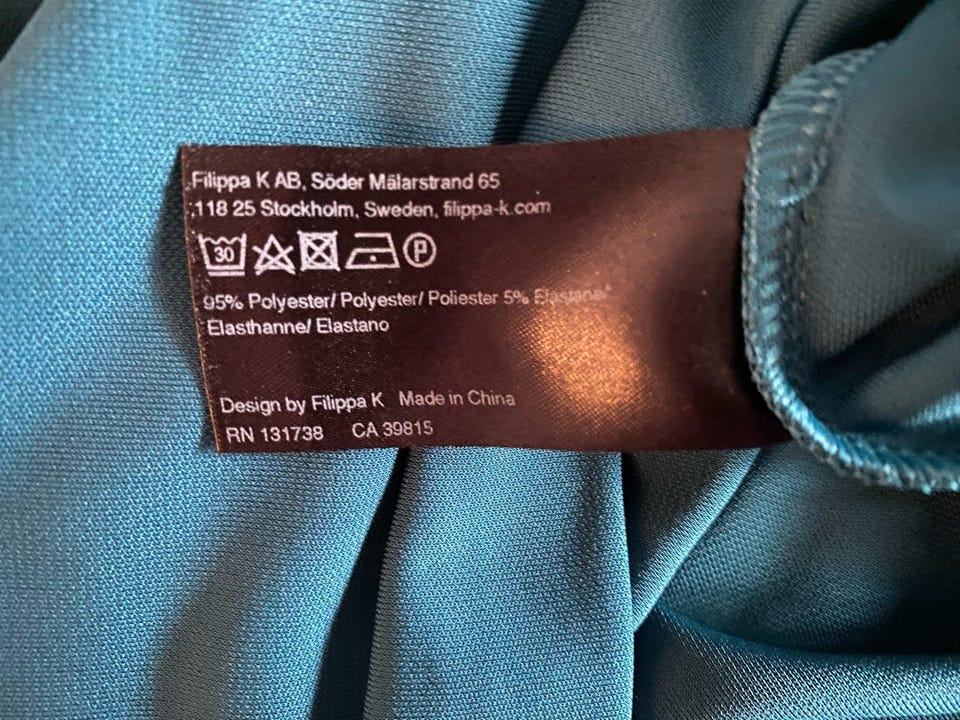 Filippa K AB, Söder Mälarstrand 65
118 25 Stockholm, Sweden, filippa-k.com
30 P
95% Polyester/ Polyester/ Poliester 5% Elastane/
Elasthanne/ Elastano
Design by Filippa K Made in China
RN 131738 CA 39815